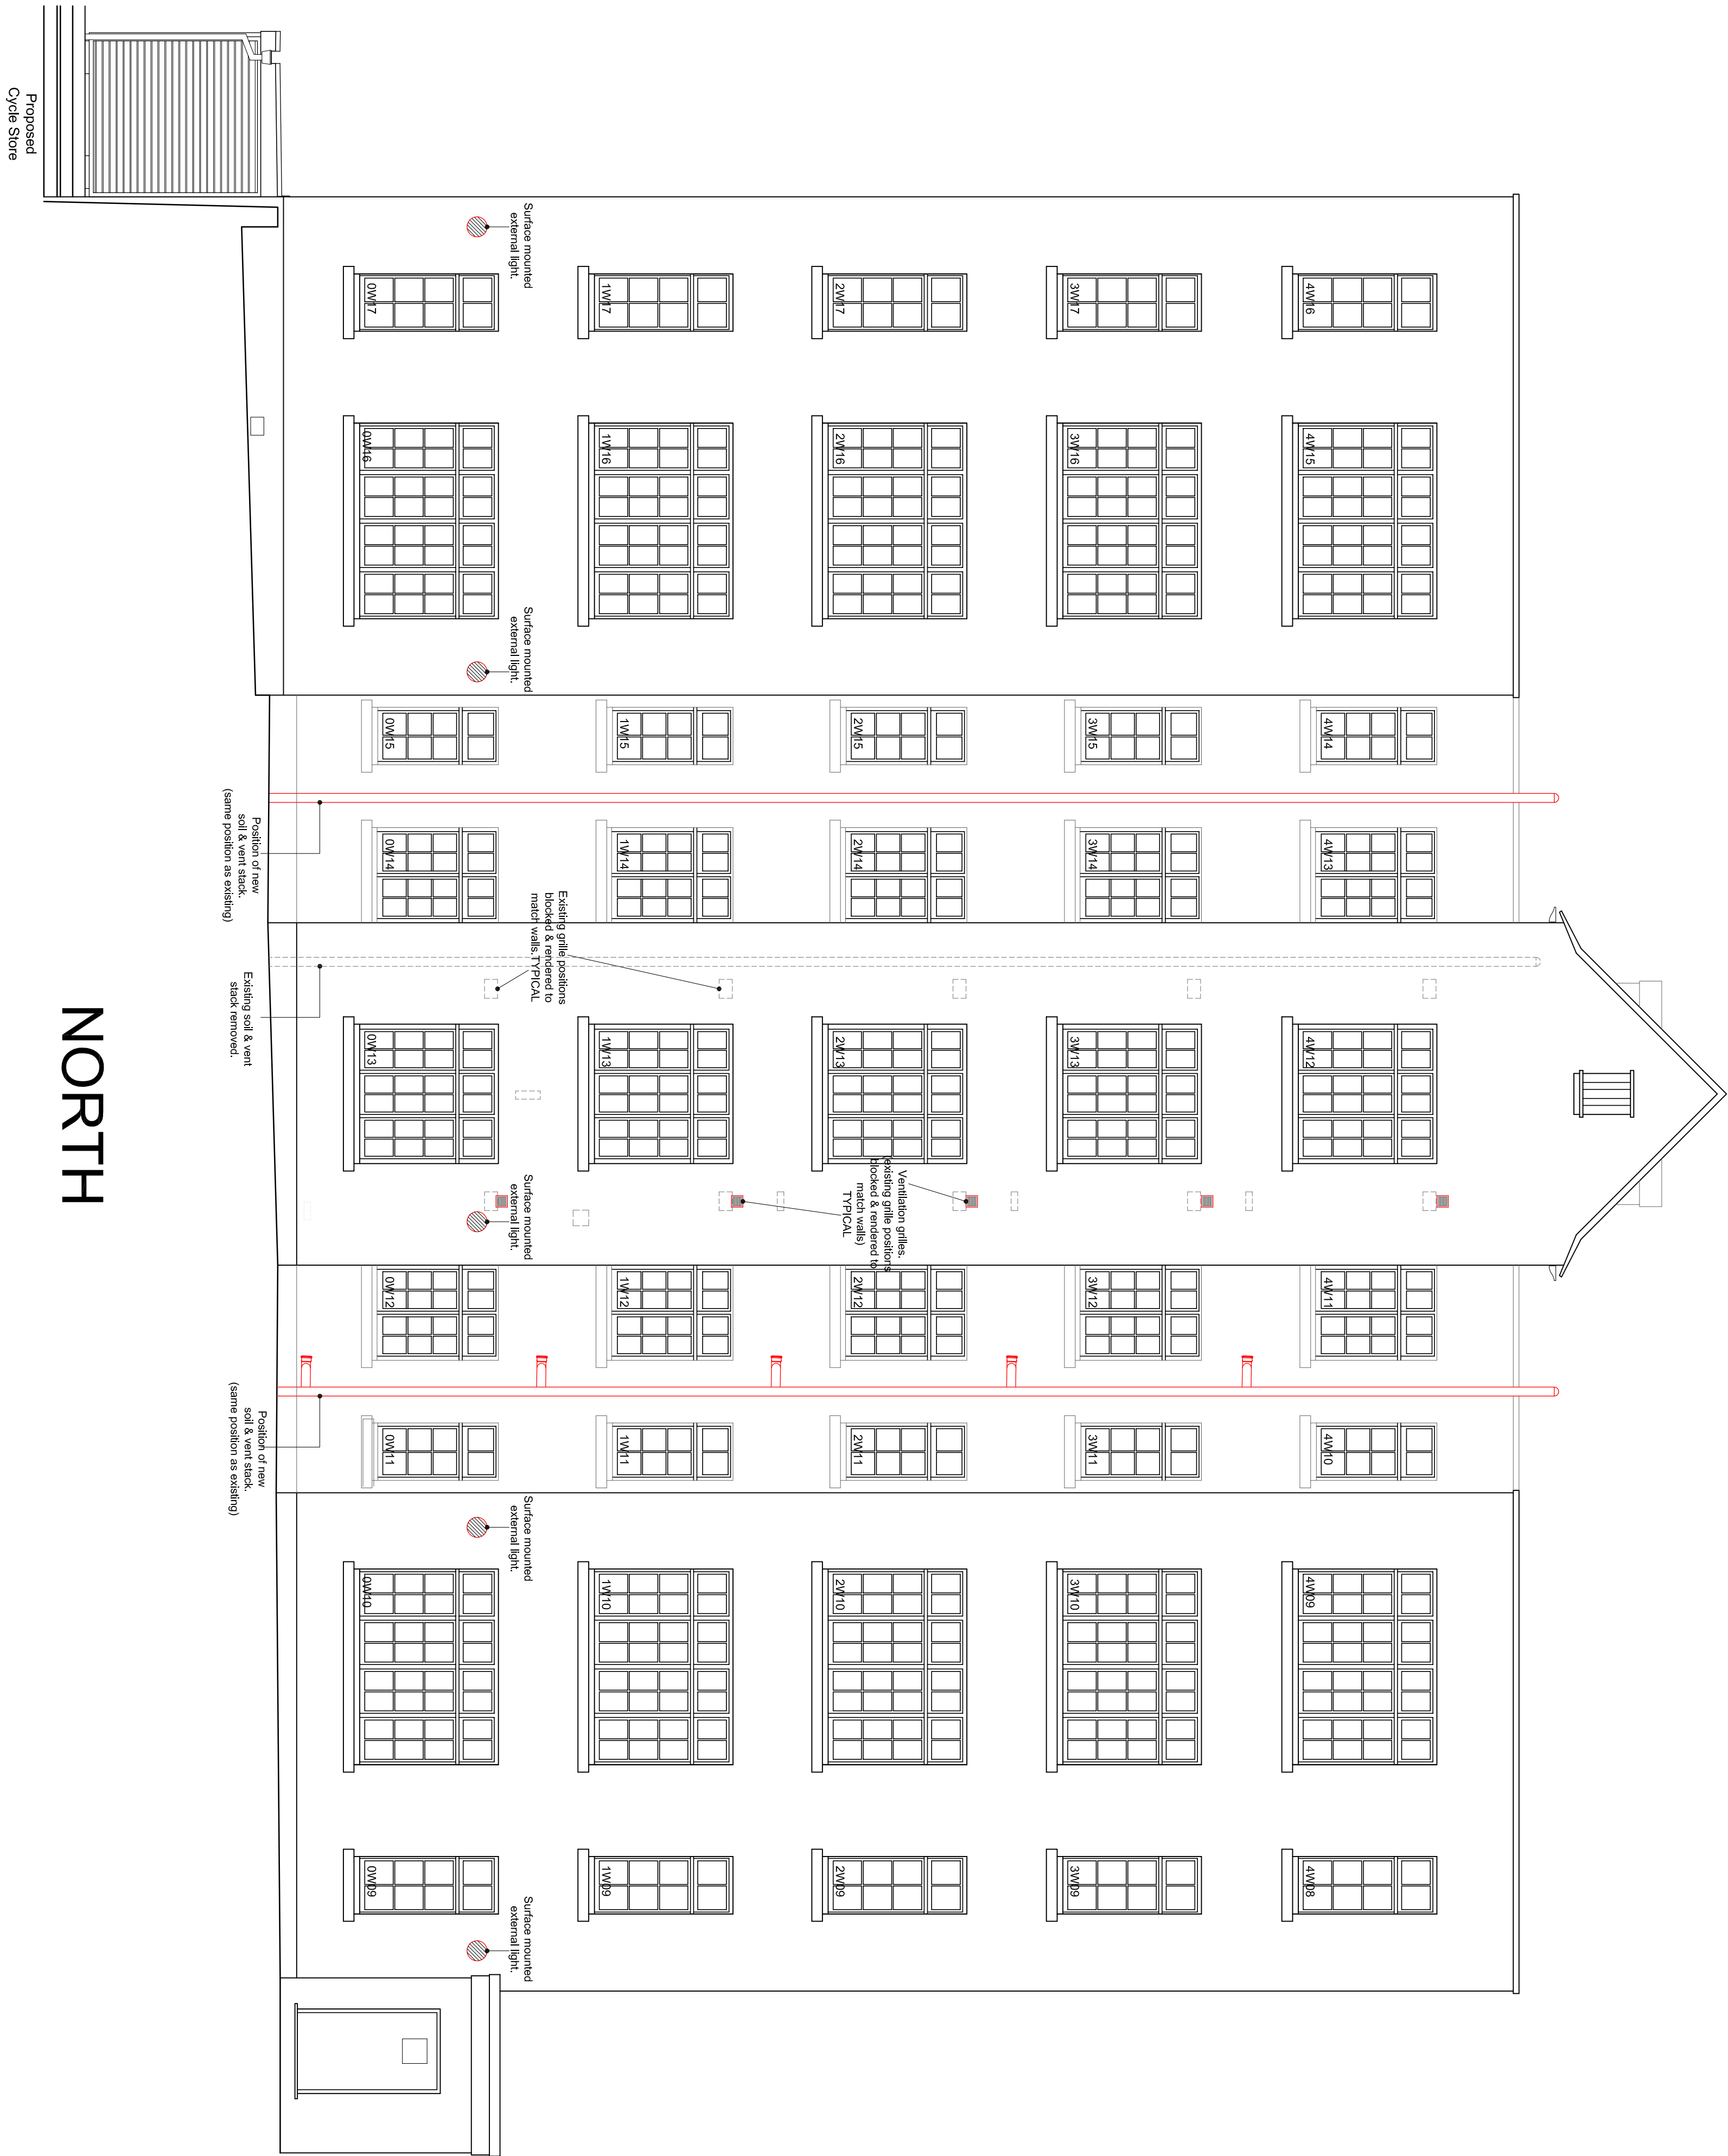 4W16
4W15
4W14
4W13
4W12
4W11
4W10
4W09
4W08
3W17
3W16
3W15
3W14
3W13
3W12
3W11
3W10
3W09
Ventilation grilles.
(existing grille positions
blocked & rendered to
match walls)
TYPICAL
2W17
2W16
2W15
2W14
2W13
2W12
2W11
2W10
2W09
1W17
1W16
1W15
1W14
1W13
1W12
1W11
1W10
1W09
Existing grille positions
blocked & rendered to
match walls.TYPICAL
Surface mounted
external light.
Surface mounted
external light.
Surface mounted
external light.
Surface mounted
external light.
Surface mounted
external light.
0W17
0W16
0W15
0W14
0W13
0W12
0W11
0W10
0W09
Position of new
soil & vent stack.
(same position as existing)
Existing soil & vent
stack removed.
Position of new
soil & vent stack.
(same position as existing)
Proposed
Cycle Store
NORTH